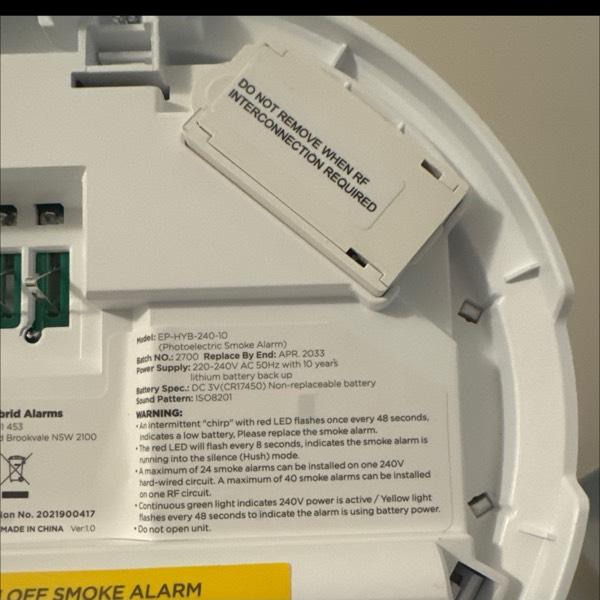 DO NOT REMOVE WHEN RF
INTERCONNECTION REQUIRED
Model: EP-HYB-240-10
(Photoelectric Smoke Alarm)
Batch NO.: 2700 Replace By End: APR. 2033
Power Supply: 220-240V AC 50Hz with 10 years
lithium battery back up
Battery Spec.: DC 3V(CR17450) Non-replaceable battery
Sound Pattern: ISO8201
WARNING:
•An intermittent "chirp" with red LED flashes once every 48 seconds,
indicates a low battery, Please replace the smoke alarm.
•The red LED will flash every 8 seconds, indicates the smoke alarm is
running into the silence (Hush) mode.
•A maximum of 24 smoke alarms can be installed on one 240V
hard-wired circuit. A maximum of 40 smoke alarms can be installed
on one RF circuit.
•Continuous green light indicates 240V power is active / Yellow light
flashes every 48 seconds to indicate the alarm is using battery power.
•Do not open unit.
brid Alarms
1 453
d Brookvale NSW 2100
ion No. 2021900417
MADE IN CHINA Ver:1.0
OFF SMOKE ALARM